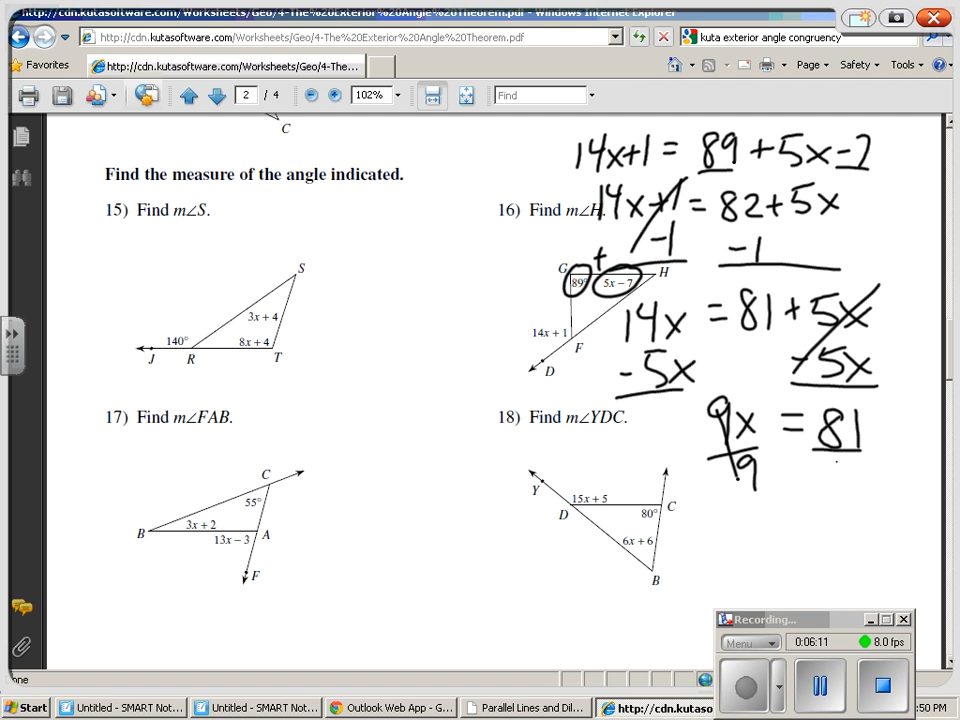 http://cdn.kutasoftware.com/Worksheets/Geo/4-The%20Exterior%20Angle%20Theorem.pdf - Windows Internet Explorer
http://cdn.kutasoftware.com/Worksheets/Geo/4-The%20Exterior%20Angle%20Theorem.pdf
kuta exterior angle congruency
Favorites
http://cdn.kutasoftware.com/Worksheets/Geo/4-The...
Page
Safety
Tools
2 / 4
102%
Find
C
14x+1 = 89 + 5x - 7
Find the measure of the angle indicated.
14x+1 = 82 + 5x
15) Find m∠S.
16) Find m∠H.
-1 -1
+
S
3x + 4
140°
8x + 4
J R T
G H
89° 5x − 7
14x + 1
F
D
14x = 81 + 5x
- 5x - 5x
9x = 81
9
17) Find m∠FAB.
18) Find m∠YDC.
C
55°
3x + 2
B
13x − 3
A
F
Y
15x + 5
D
80°
C
6x + 6
B
Recording...
Menu
0:06:11
8.0 fps
one
Start
Untitled - SMART Not...
Untitled - SMART Not...
Outlook Web App - G...
Parallel Lines and Dil...
http://cdn.kutasof...
:50 PM